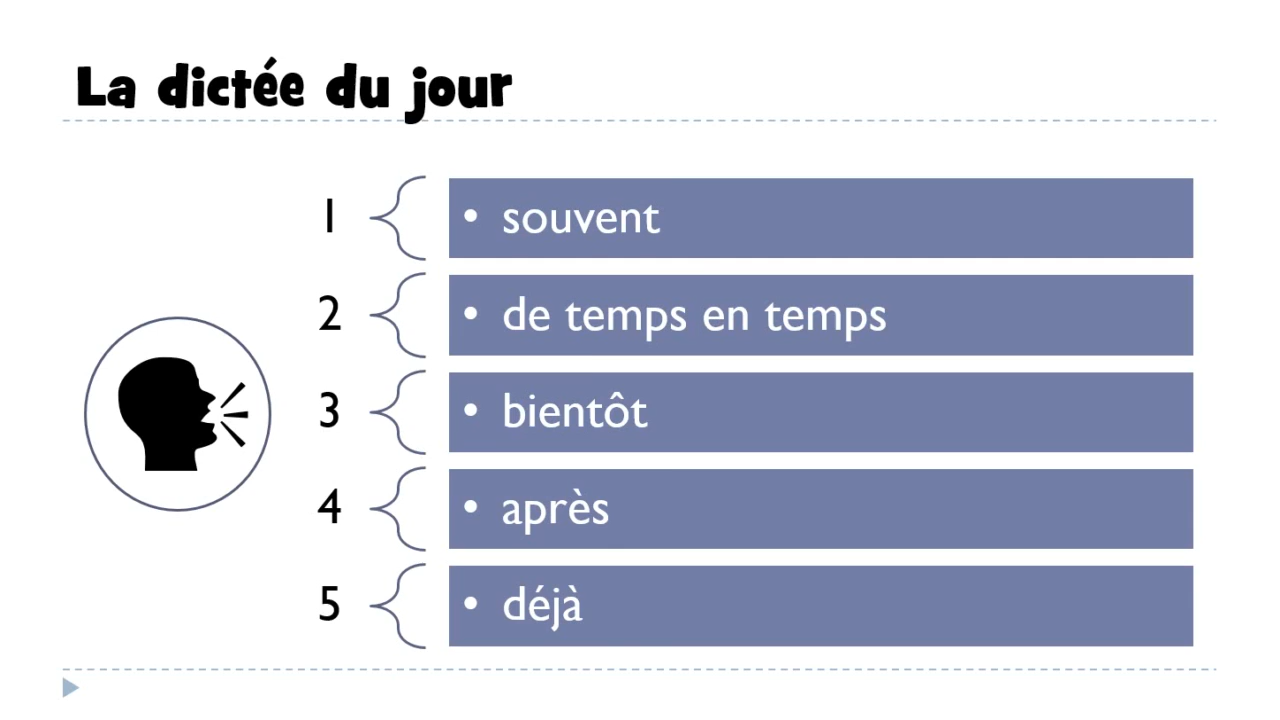 La dictée du jour
1
• souvent
2
• de temps en temps
3
• bientôt
4
• après
5
• déjà